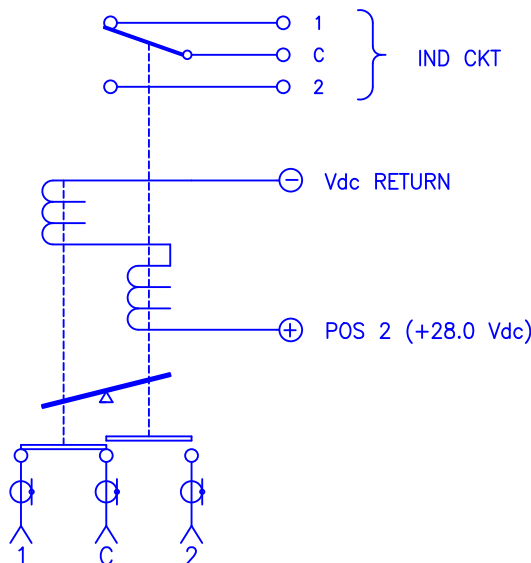 1
C
IND CKT
2
Vdc RETURN
POS 2 (+28.0 Vdc)
1 C 2